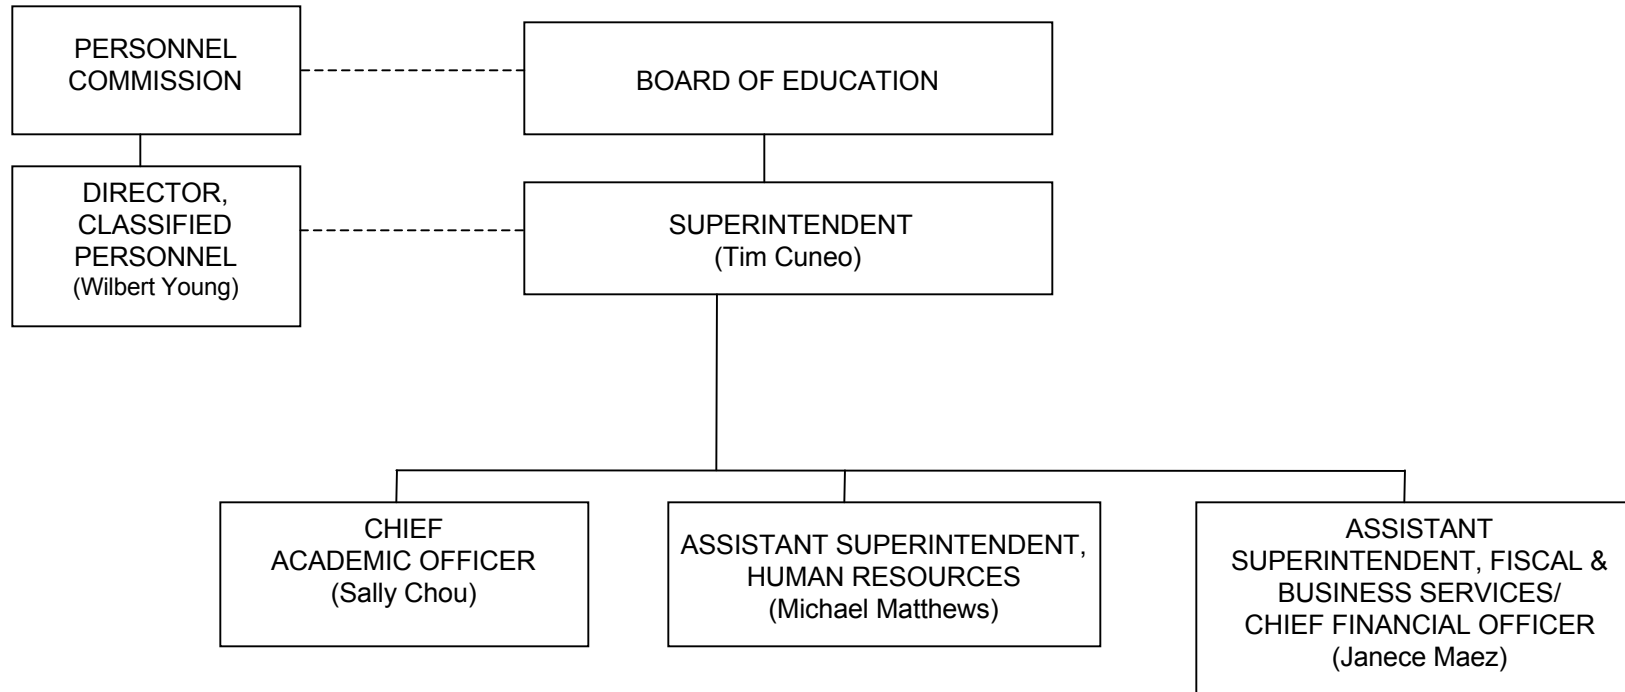 PERSONNEL
COMMISSION
BOARD OF EDUCATION
DIRECTOR,
CLASSIFIED
PERSONNEL
(Wilbert Young)
SUPERINTENDENT
(Tim Cuneo)
CHIEF
ACADEMIC OFFICER
(Sally Chou)
ASSISTANT SUPERINTENDENT,
HUMAN RESOURCES
(Michael Matthews)
ASSISTANT
SUPERINTENDENT, FISCAL &
BUSINESS SERVICES/
CHIEF FINANCIAL OFFICER
(Janece Maez)